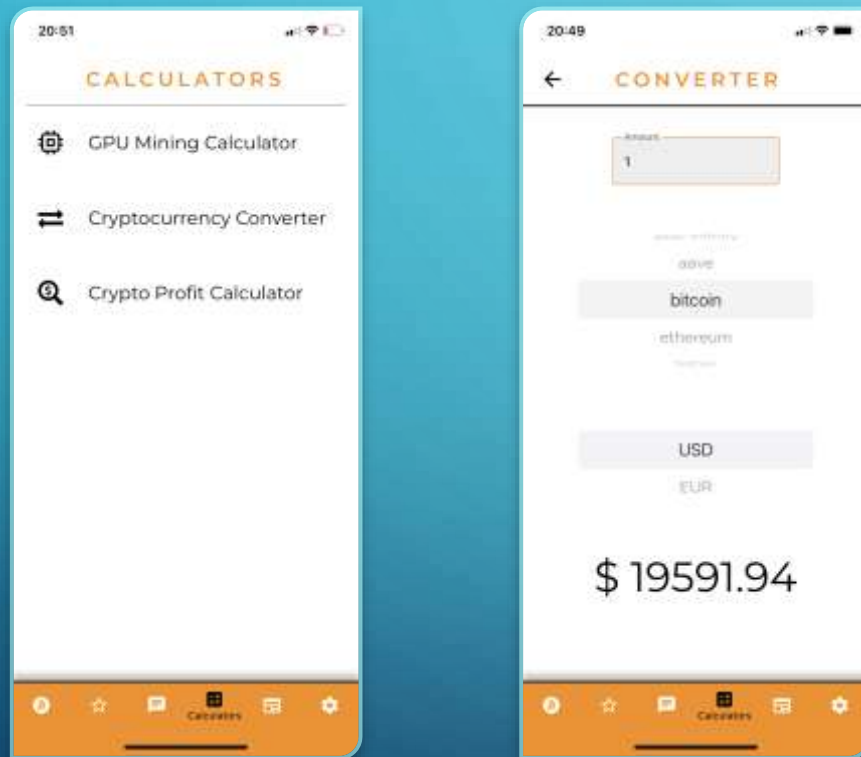 20:51
CALCULATORS
GPU Mining Calculator
Cryptocurrency Converter
Crypto Profit Calculator
Calculators
20:49
CONVERTER
Amount
1
aave
bitcoin
ethereum
USD
EUR
$ 19591.94
Calculators